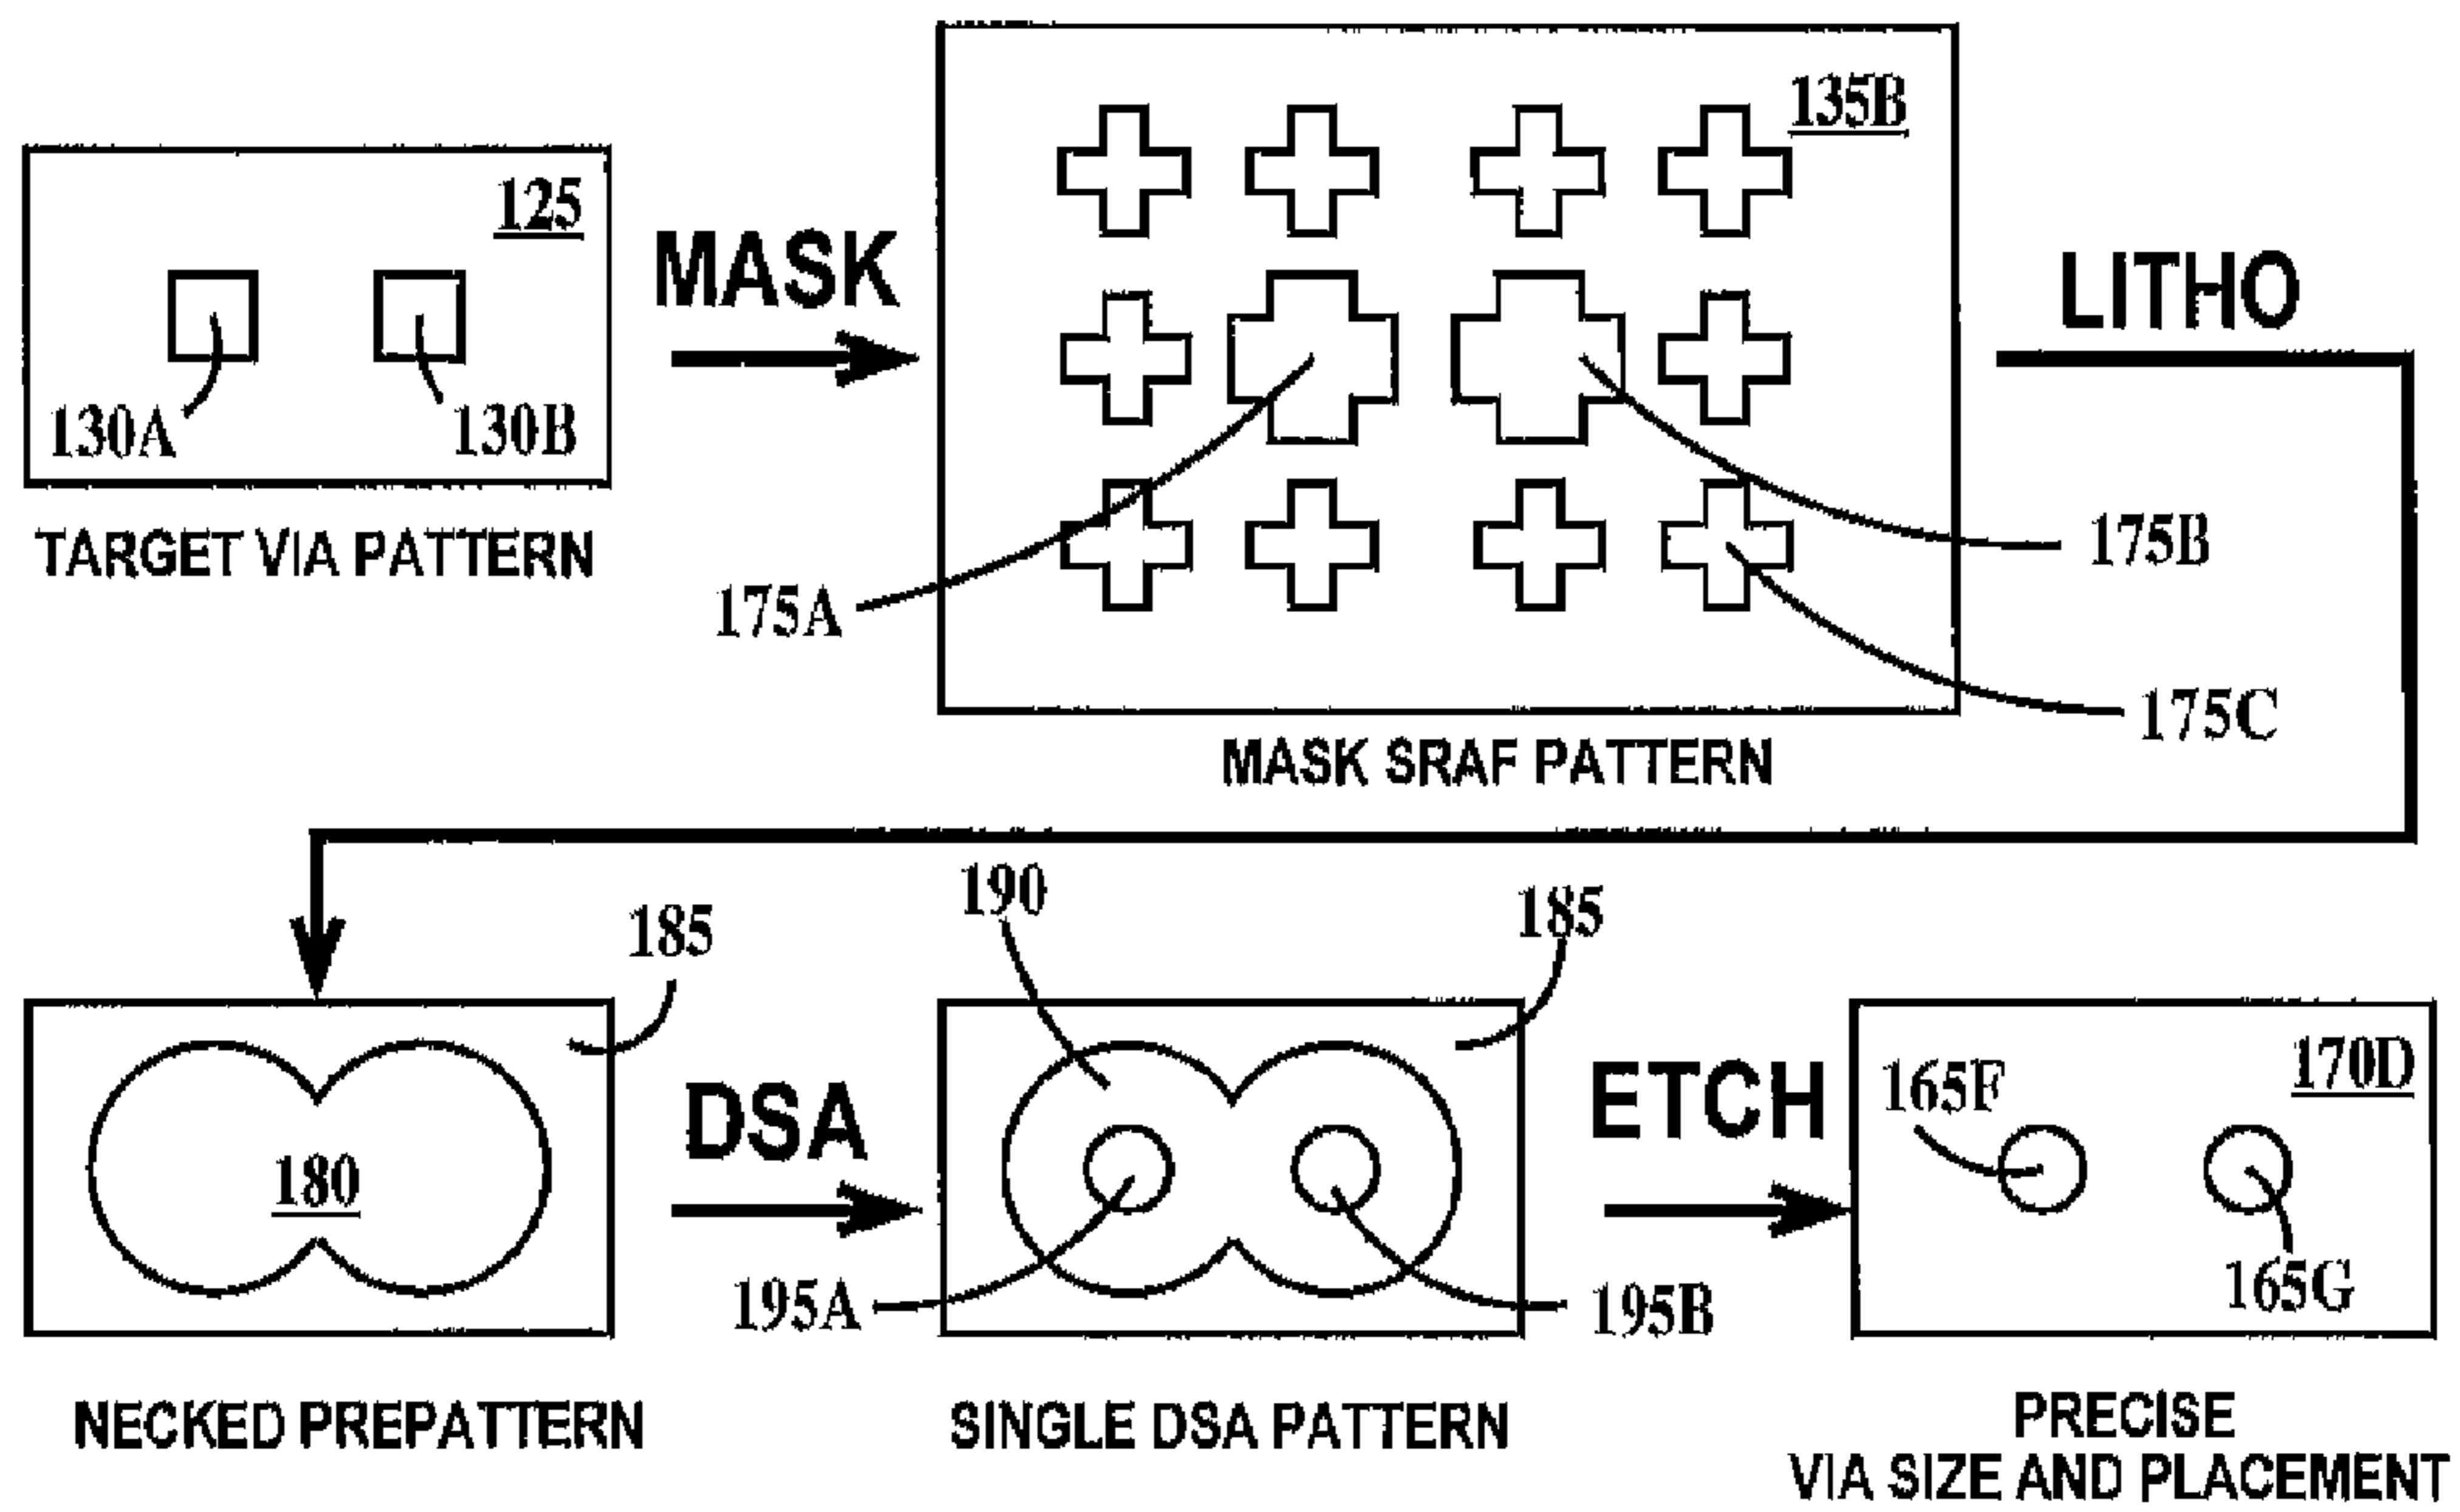 125
130A
130B
TARGET VIA PATTERN
MASK
135B
175A
175B
175C
MASK SRAF PATTERN
LITHO
185
180
NECKED PREPATTERN
DSA
190
185
195A
195B
SINGLE DSA PATTERN
ETCH
170D
165F
165G
PRECISE
VIA SIZE AND PLACEMENT